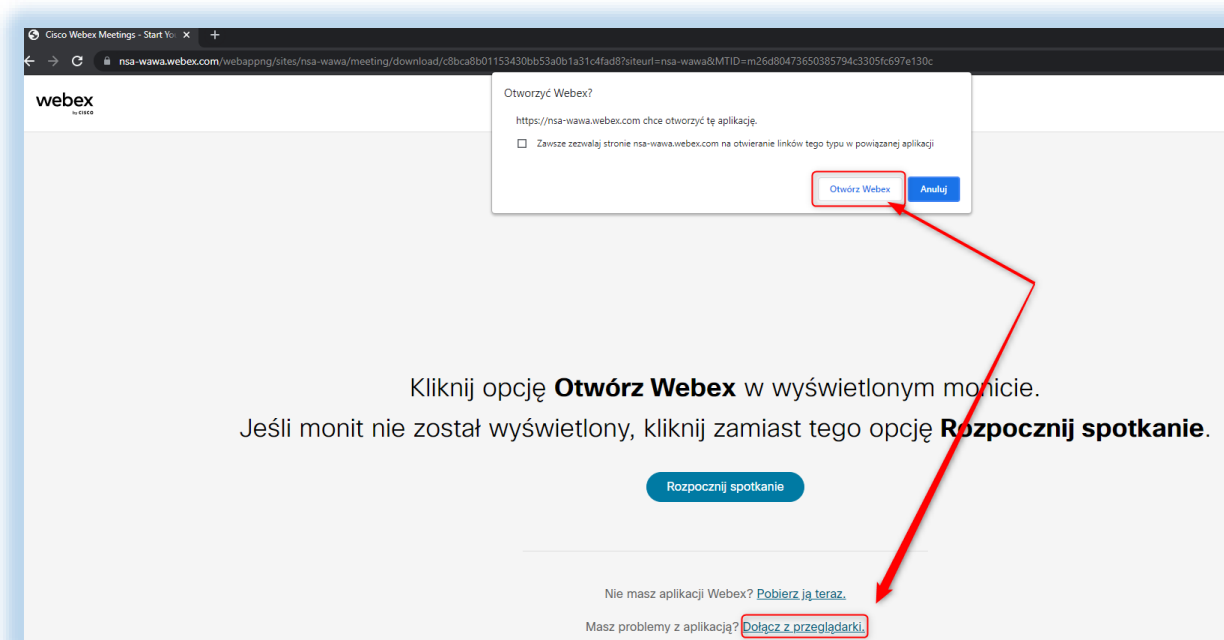 Cisco Webex Meetings - Start Yo
nsa-wawa.webex.com/webappng/sites/nsa-wawa/meeting/download/c8bca8b01153430bb53a0b1a31c4fad8?siteurl=nsa-wawa&MTID=m26d80473650385794c3305fc697e130c
webex
by CISCO
Otworzyć Webex?
https://nsa-wawa.webex.com chce otworzyć tę aplikację.
Zawsze zezwalaj stronie nsa-wawa.webex.com na otwieranie linków tego typu w powiązanej aplikacji
Otwórz Webex Anuluj
Kliknij opcję Otwórz Webex w wyświetlonym monicie.
Jeśli monit nie został wyświetlony, kliknij zamiast tego opcję Rozpocznij spotkanie.
Rozpocznij spotkanie
Nie masz aplikacji Webex? Pobierz ją teraz.
Masz problemy z aplikacją? Dołącz z przeglądarki.